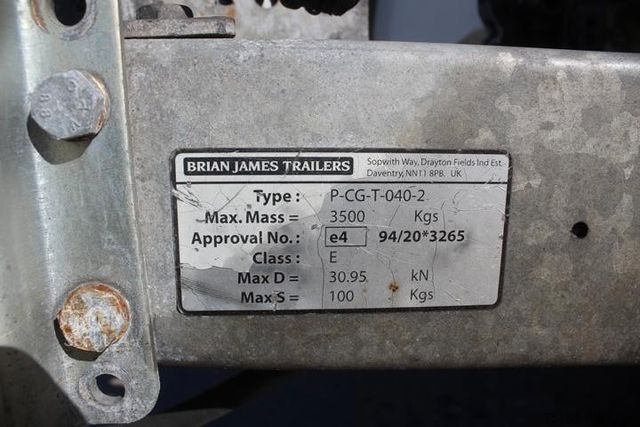 BRIAN JAMES TRAILERS
Sopwith Way, Drayton Fields Ind Est.
Daventry, NN11 8PB. UK
Type : P-CG-T-040-2
Max. Mass = 3500 Kgs
Approval No. : e4 94/20*3265
Class : E
Max D = 30.95 kN
Max S = 100 Kgs